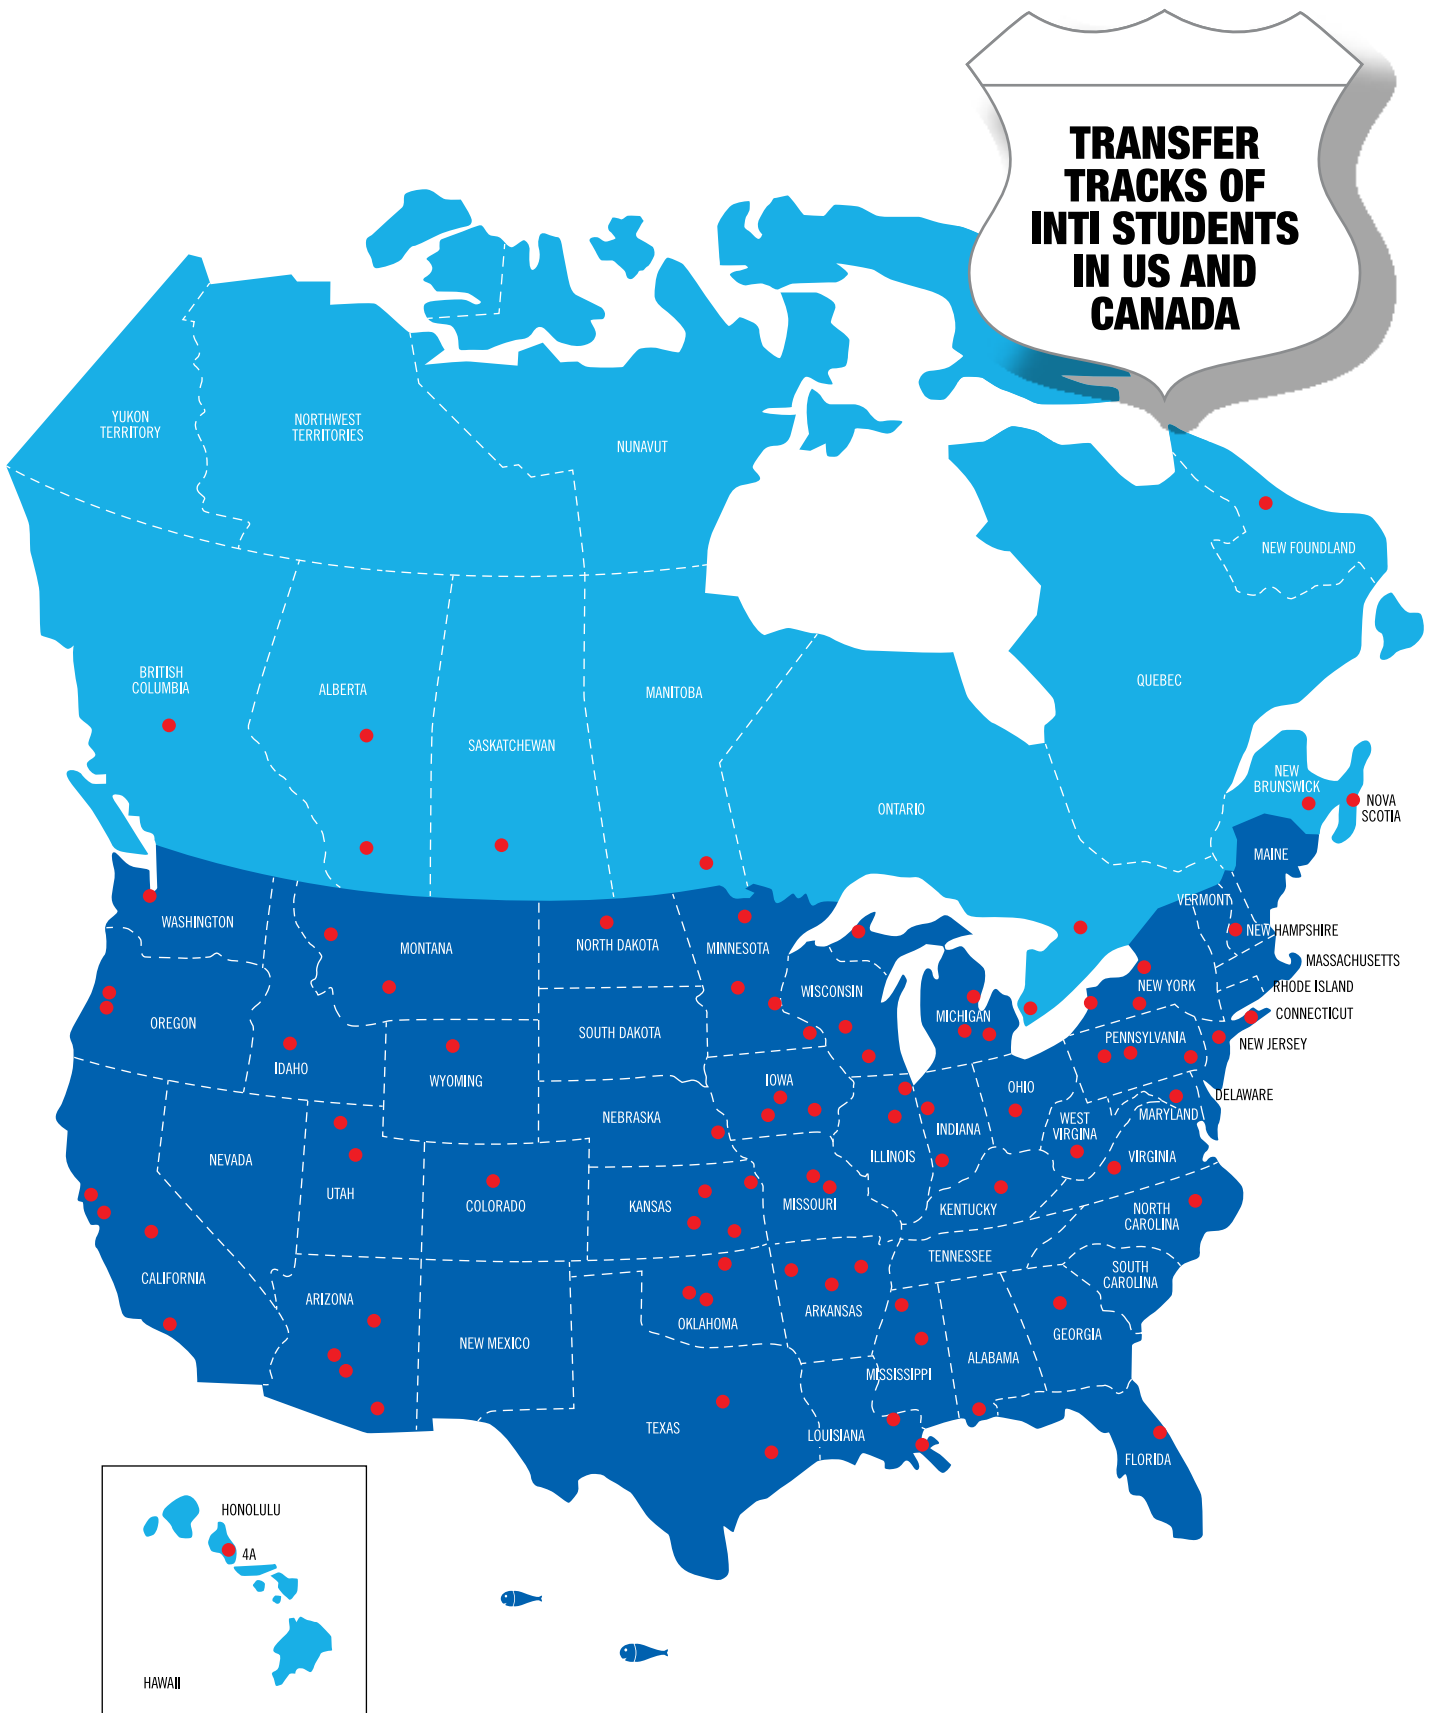 TRANSFER
TRACKS OF
INTI STUDENTS
IN US AND
CANADA
YUKON
TERRITORY
NORTHWEST
TERRITORIES
NUNAVUT
NEW FOUNDLAND
BRITISH
COLUMBIA
ALBERTA
SASKATCHEWAN
MANITOBA
ONTARIO
QUEBEC
NEW
BRUNSWICK
NOVA
SCOTIA
MAINE
VERMONT
NEW HAMPSHIRE
MASSACHUSETTS
RHODE ISLAND
CONNECTICUT
NEW JERSEY
DELAWARE
WASHINGTON
MONTANA
NORTH DAKOTA
MINNESOTA
WISCONSIN
MICHIGAN
NEW YORK
PENNSYLVANIA
OREGON
IDAHO
WYOMING
SOUTH DAKOTA
IOWA
NEBRASKA
ILLINOIS
INDIANA
OHIO
WEST
VIRGINA
MARYLAND
VIRGINIA
NEVADA
UTAH
COLORADO
KANSAS
MISSOURI
KENTUCKY
NORTH
CAROLINA
TENNESSEE
SOUTH
CAROLINA
CALIFORNIA
ARIZONA
NEW MEXICO
OKLAHOMA
ARKANSAS
MISSISSIPPI
ALABAMA
GEORGIA
TEXAS
LOUISIANA
FLORIDA
HONOLULU
4A
HAWAII